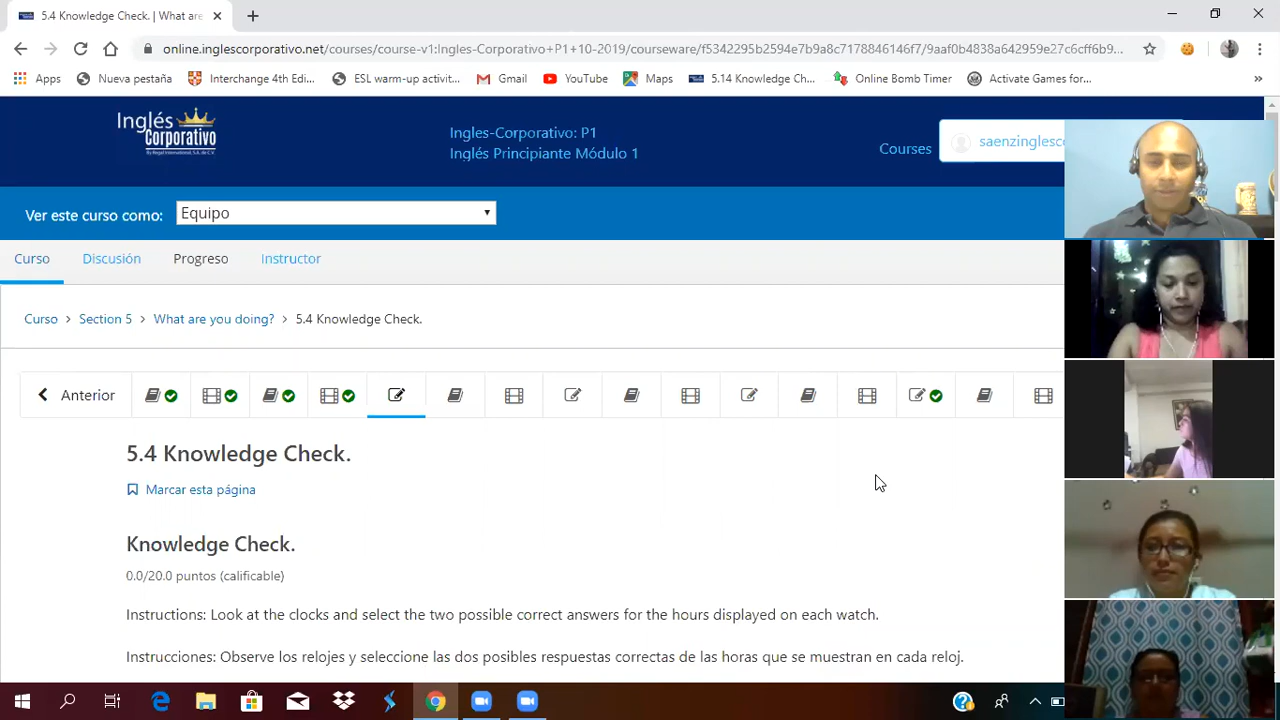 5.4 Knowledge Check. | What are
online.inglescorporativo.net/courses/course-v1:Ingles-Corporativo+P1+10-2019/courseware/f5342295b2594e7b9a8c7178846146f7/9aaf0b4838a642959e27c6cff6b9...
Apps Nueva pestaña Interchange 4th Edi... ESL warm-up activit... Gmail YouTube Maps 5.14 Knowledge Ch... Online Bomb Timer Activate Games for... »
Inglés
Corporativo
By Regal International, S.A. de C.V.
Ingles-Corporativo: P1
Inglés Principiante Módulo 1
Courses
saenzinglesco
Ver este curso como: Equipo
Curso Discusión Progreso Instructor
Curso > Section 5 > What are you doing? > 5.4 Knowledge Check.
Anterior
5.4 Knowledge Check.
Marcar esta página
Knowledge Check.
0.0/20.0 puntos (calificable)
Instructions: Look at the clocks and select the two possible correct answers for the hours displayed on each watch.
Instrucciones: Observe los relojes y seleccione las dos posibles respuestas correctas de las horas que se muestran en cada reloj.